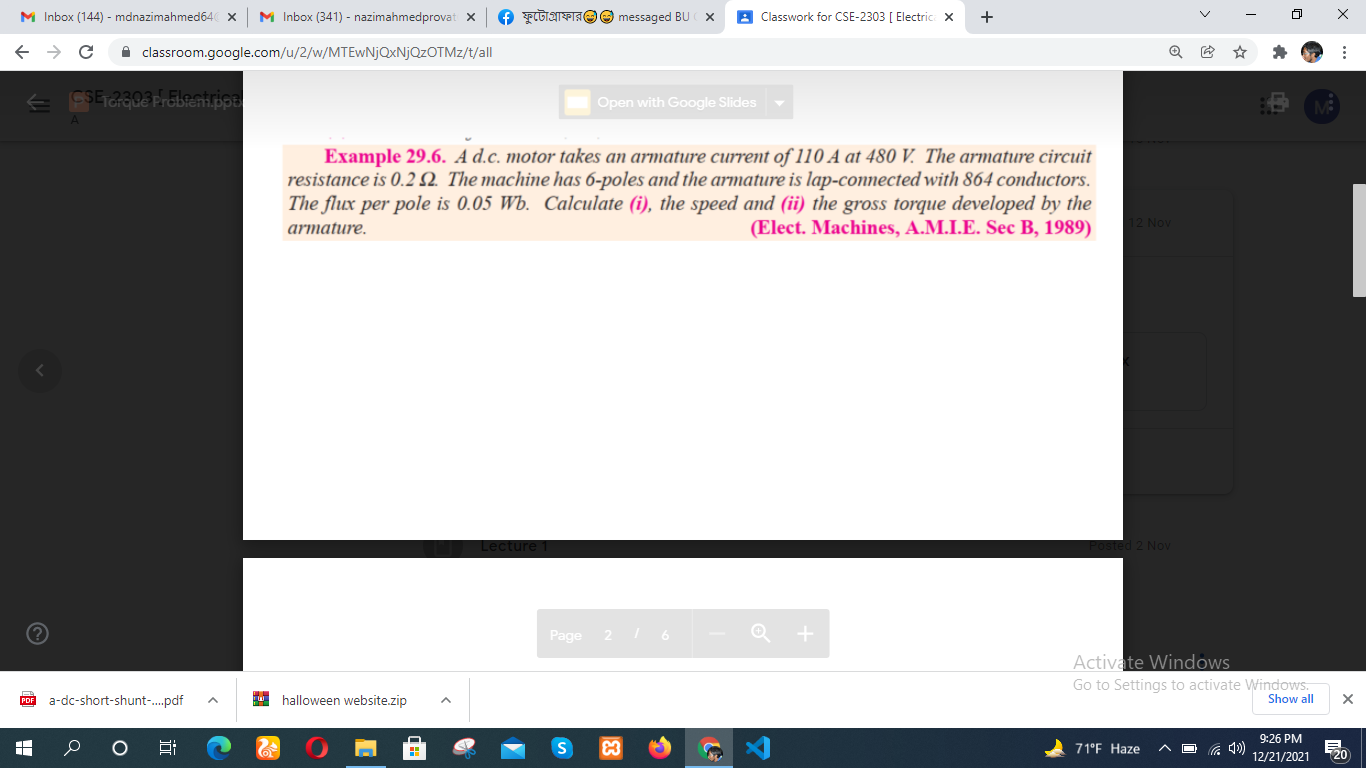 Inbox (144) - mdnazimahmed64
Inbox (341) - nazimahmedprovat
ফুটোগ্রাফার😅😅 messaged BU
Classwork for CSE-2303 [ Electric
classroom.google.com/u/2/w/MTEwNjQxNjQzOTMz/t/all
CSE-2303 [ Electrical
Torque Problem.pptx
A
Open with Google Slides
M
Example 29.6. A d.c. motor takes an armature current of 110 A at 480 V. The armature circuit
resistance is 0.2 Ω. The machine has 6-poles and the armature is lap-connected with 864 conductors.
The flux per pole is 0.05 Wb. Calculate (i), the speed and (ii) the gross torque developed by the
armature. (Elect. Machines, A.M.I.E. Sec B, 1989)
12 Nov
Lecture 1
Posted 2 Nov
Page 2 / 6
Activate Windows
Go to Settings to activate Windows.
a-dc-short-shunt-....pdf
halloween website.zip
Show all
71°F Haze
9:26 PM
12/21/2021
20